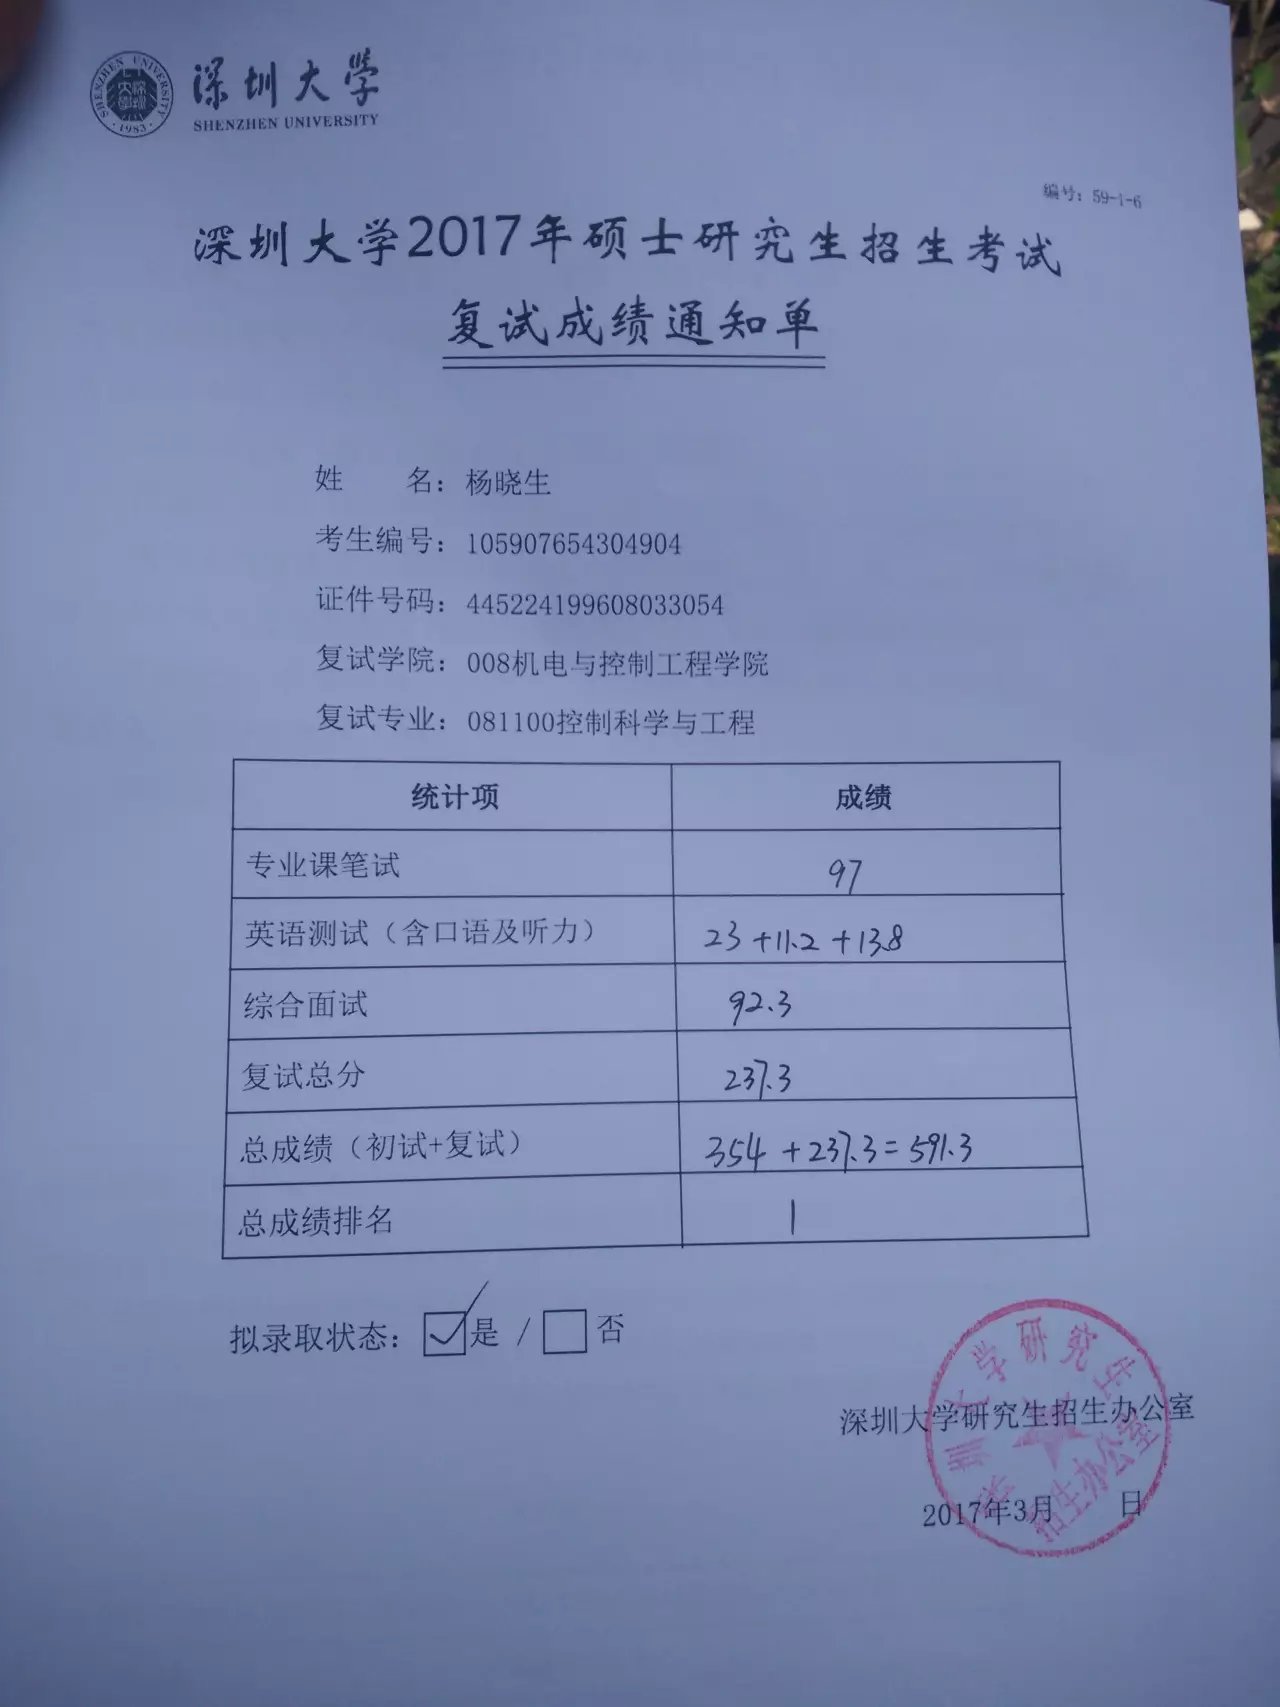 深圳大学
SHENZHEN UNIVERSITY
SHENZHEN UNIVERSITY
·1983·
编号：59-1-6
深圳大学2017年硕士研究生招生考试
复试成绩通知单
姓　　名：杨晓生
考生编号：105907654304904
证件号码：445224199608033054
复试学院：008机电与控制工程学院
复试专业：081100控制科学与工程
统计项　成绩
专业课笔试　97
英语测试（含口语及听力）　23+11.2+13.8
综合面试　92.3
复试总分　237.3
总成绩（初试+复试）　354+237.3=591.3
总成绩排名　1
拟录取状态：☑是 / □否
深圳大学研究生招生办公室
2017年3月　　日
深圳大学研究生
招生办公室